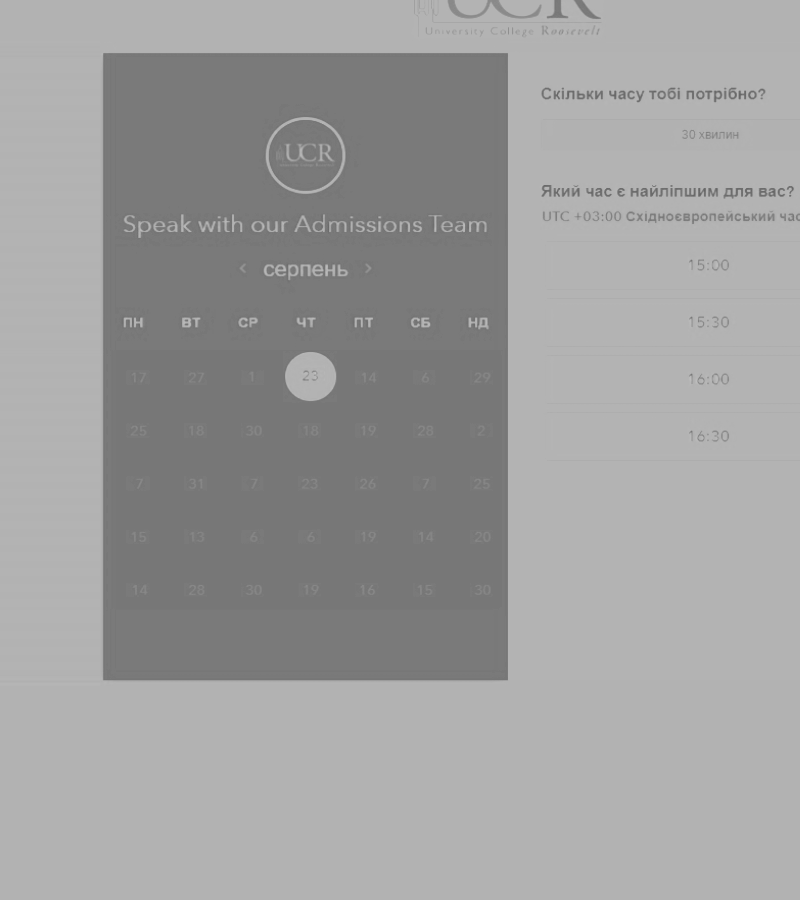 UCR
University College Roosevelt
UCR
Speak with our Admissions Team
‹ серпень ›
ПН ВТ СР ЧТ ПТ СБ НД
17 27 1 23 14 6 29
25 18 30 18 19 28 2
7 31 7 23 26 7 25
15 13 6 6 19 14 20
14 28 30 19 16 15 30
Скільки часу тобі потрібно?
30 хвилин
Який час є найліпшим для вас?
UTC +03:00 Східноєвропейський час
15:00
15:30
16:00
16:30